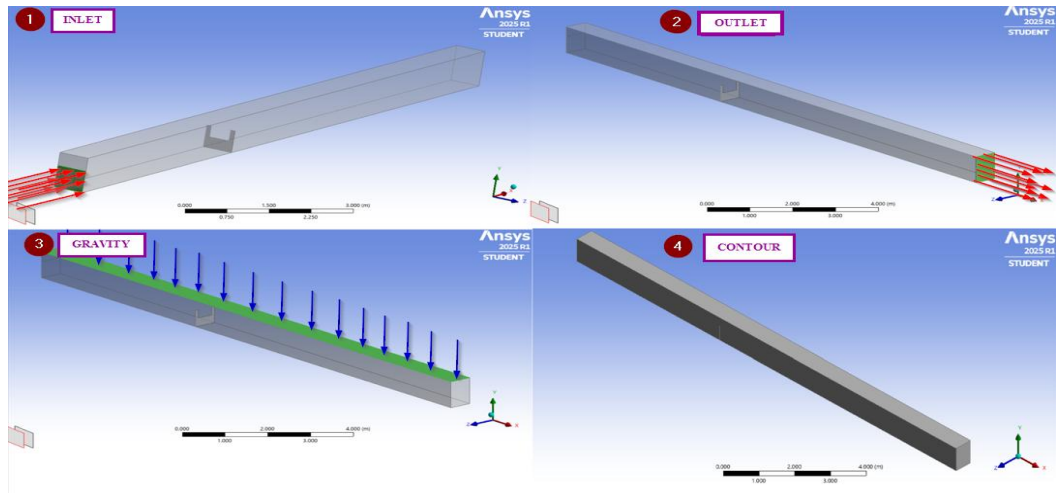 1
INLET
Ansys
2025 R1
STUDENT
Y
Z
0.000
1.500
3.000 (m)
0.750
2.250
2
OUTLET
Ansys
2025 R1
STUDENT
Y
Z
0.000
2.000
4.000 (m)
1.000
3.000
3
GRAVITY
Ansys
2025 R1
STUDENT
Y
Z
X
0.000
2.000
4.000 (m)
1.000
3.000
4
CONTOUR
Ansys
2025 R1
STUDENT
Y
Z
X
0.000
2.000
4.000 (m)
1.000
3.000